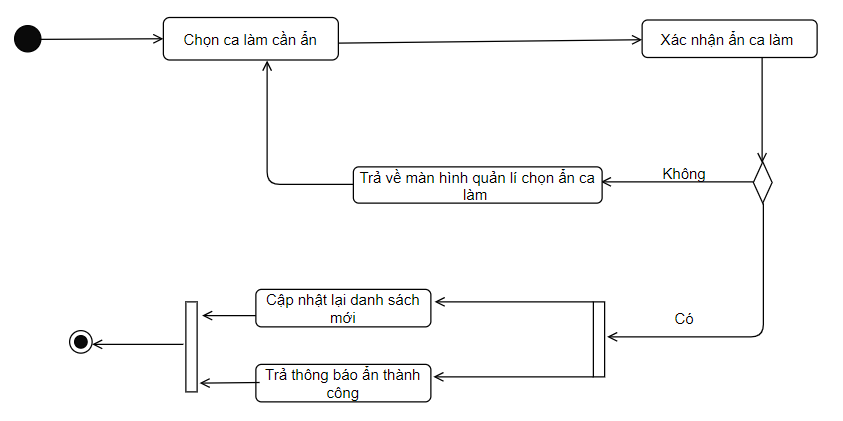 Chọn ca làm cần ẩn
Xác nhận ẩn ca làm
Trả về màn hình quản lí chọn ẩn ca
làm
Không
Cập nhật lại danh sách
mới
Có
Trả thông báo ẩn thành
công